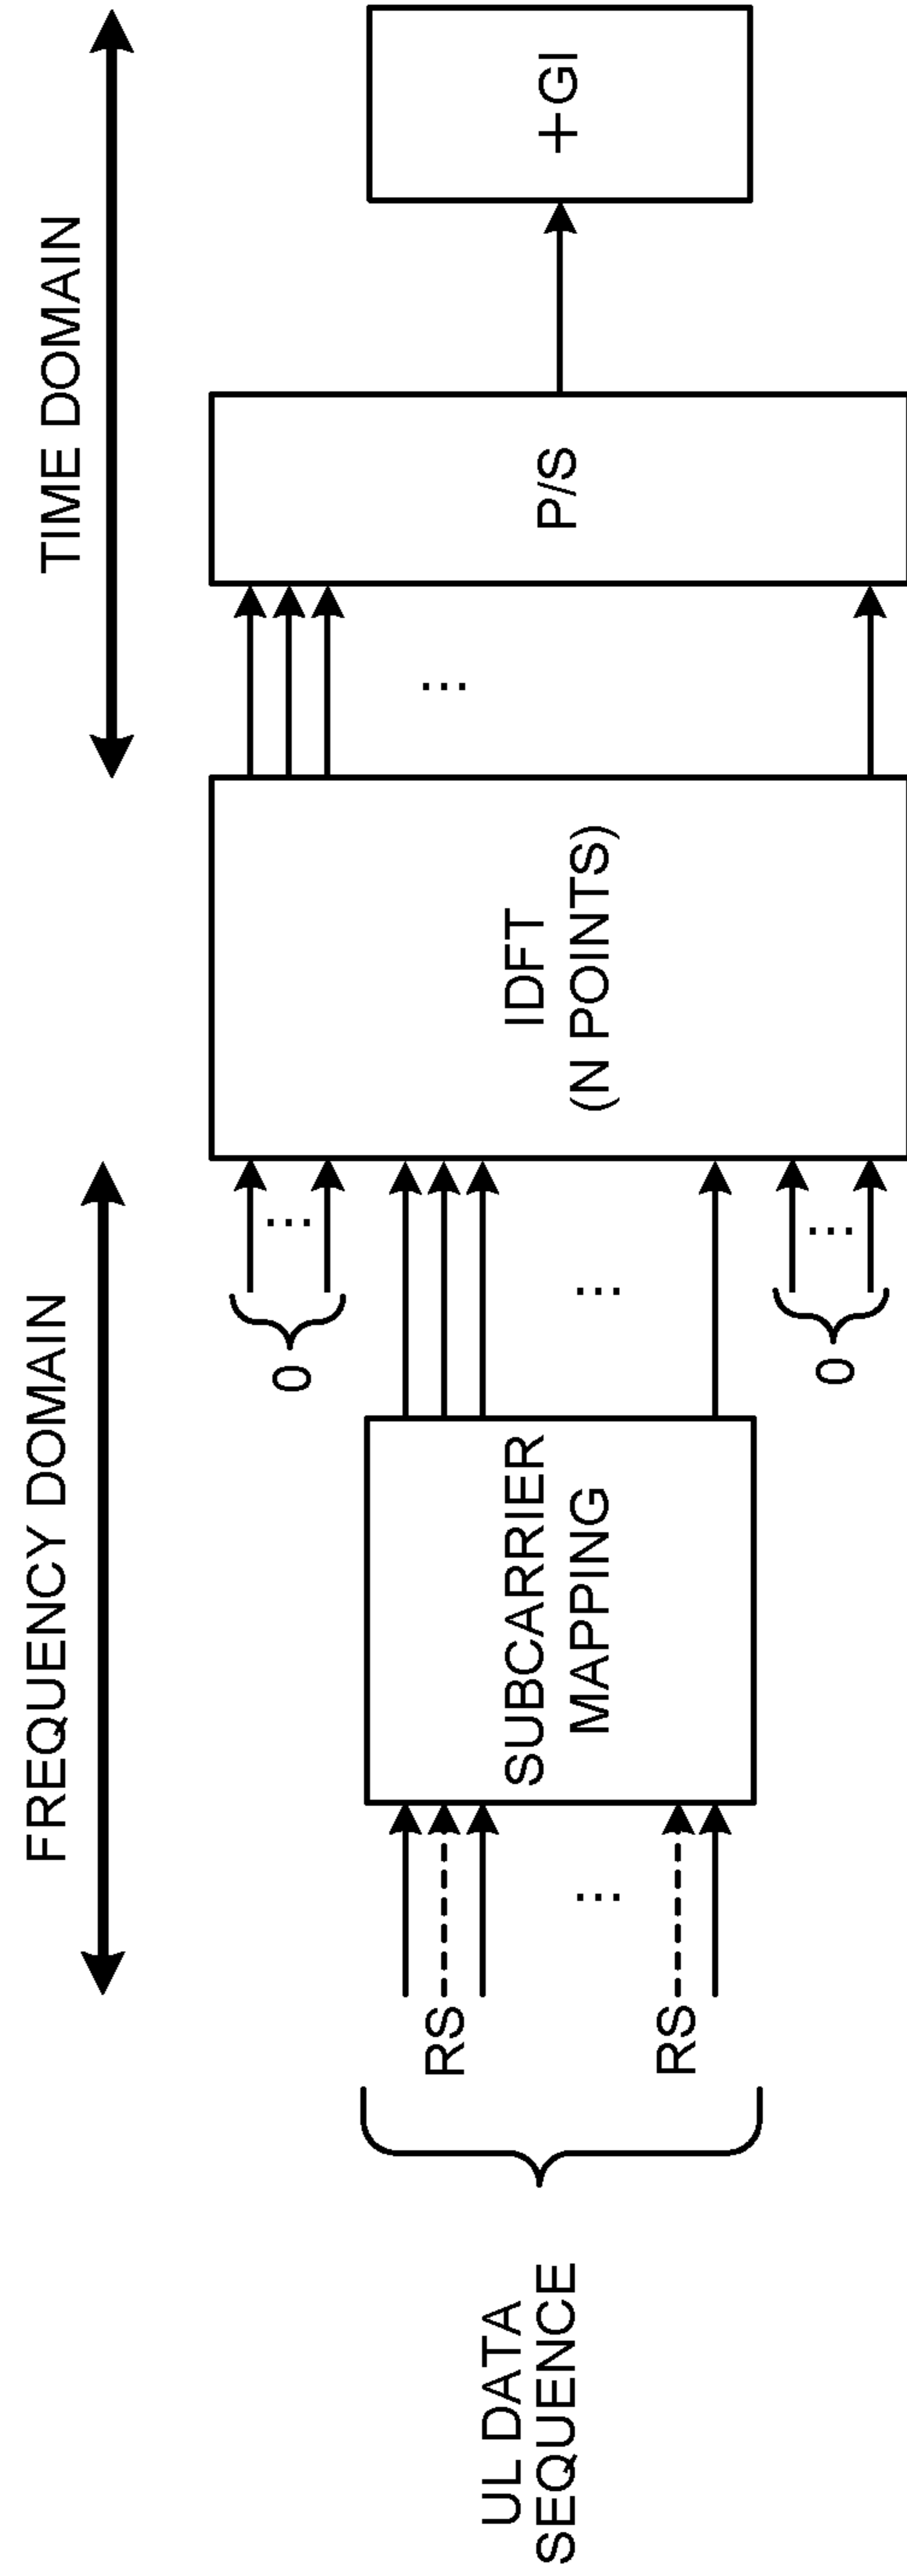 FREQUENCY DOMAIN
TIME DOMAIN
UL DATA
SEQUENCE
RS
...
RS
SUBCARRIER
MAPPING
0
...
...
0
...
IDFT
(N POINTS)
...
P/S
+GI